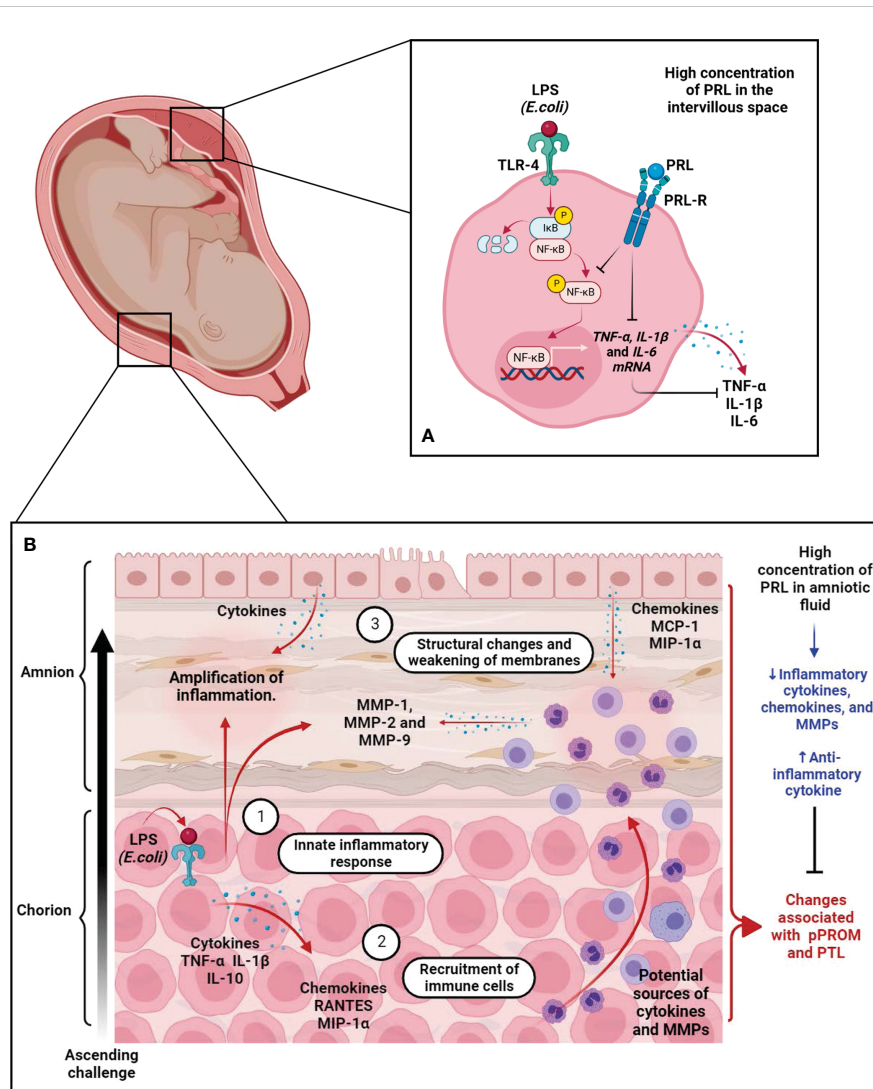 High concentration
of PRL in the
intervillous space
LPS
(E.coli)
TLR-4
PRL
PRL-R
P
IκB
NF-κB
P
NF-κB
NF-κB
TNF-α, IL-1β
and IL-6
mRNA
TNF-α
IL-1β
IL-6
A
B
Amnion
Chorion
Ascending
challenge
Cytokines
3
Structural changes and
weakening of membranes
Chemokines
MCP-1
MIP-1α
Amplification of
inflammation.
MMP-1,
MMP-2 and
MMP-9
1
LPS
(E.coli)
Innate inflammatory
response
Cytokines
TNF-α IL-1β
IL-10
2
Chemokines
RANTES
MIP-1α
Recruitment of
immune cells
Potential
sources of
cytokines
and MMPs
High
concentration of
PRL in amniotic
fluid
↓Inflammatory
cytokines,
chemokines, and
MMPs
↑Anti-
inflammatory
cytokine
Changes
associated
with pPROM
and PTL